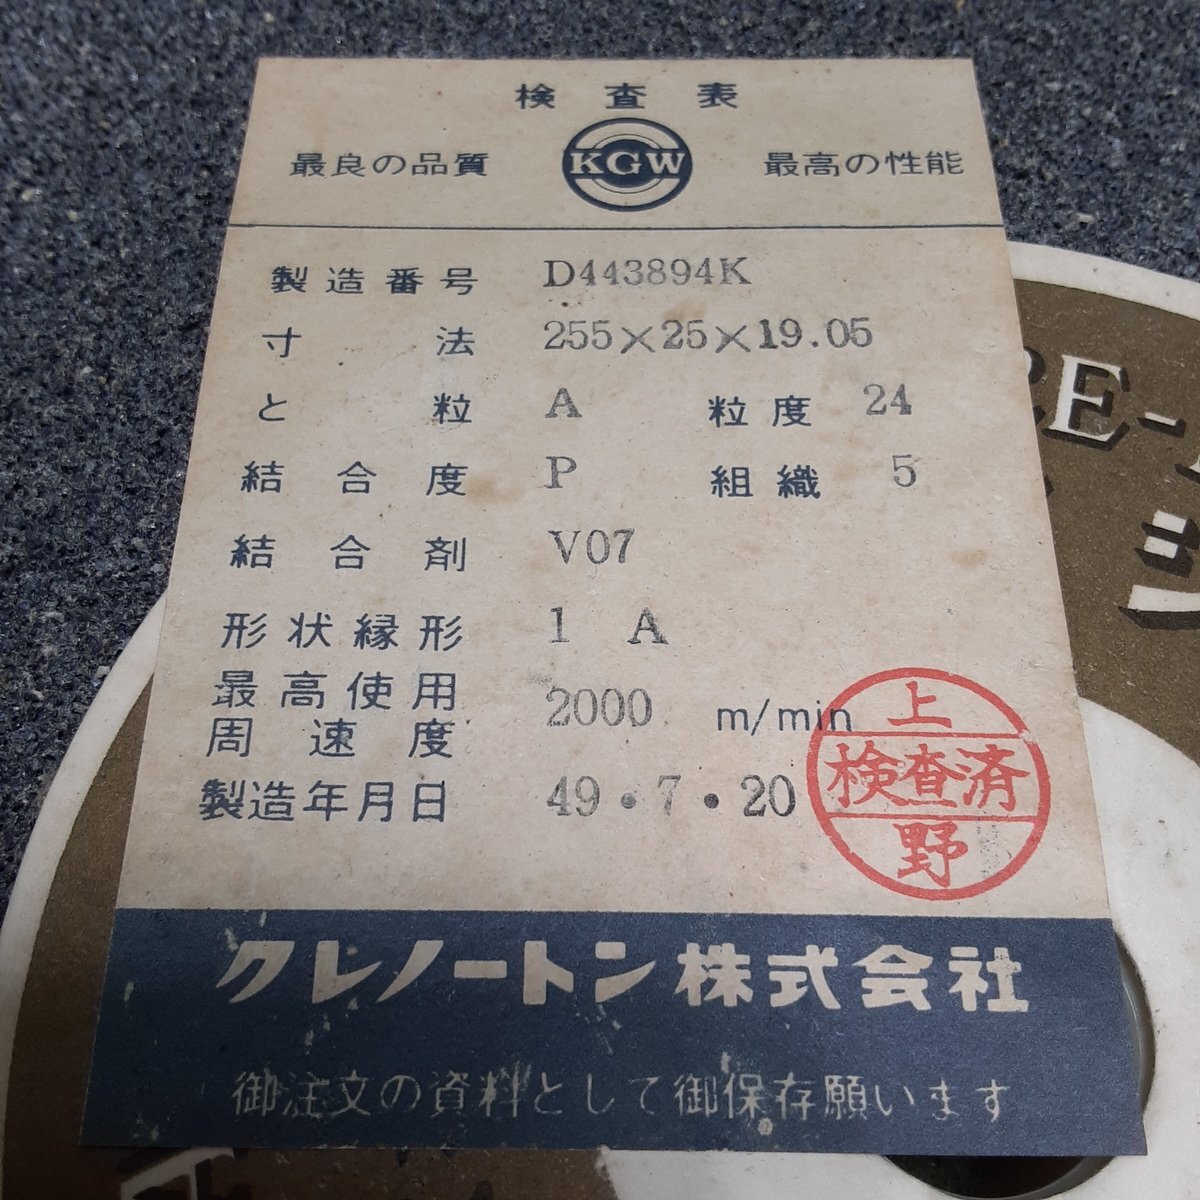 検査表
最良の品質 KGW 最高の性能
製造番号 D443894K
寸法 255×25×19.05
と粒 A 粒度 24
結合度 P 組織 5
結合剤 V07
形状縁形 1 A
最高使用周速度 2000 m/min
製造年月日 49・7・20
上
検査済
野
クレノートン株式会社
御注文の資料として御保存願います
RE-
シ